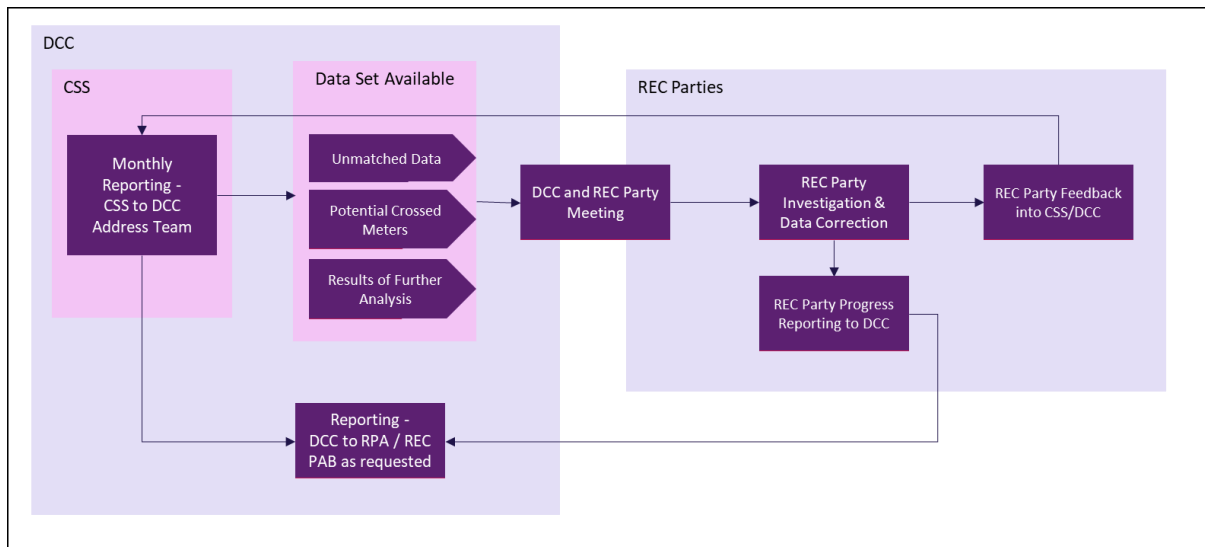 DCC
CSS
Monthly
Reporting -
CSS to DCC
Address Team
Data Set Available
Unmatched Data
Potential Crossed
Meters
Results of Further
Analysis
DCC and REC Party
Meeting
REC Parties
REC Party
Investigation &
Data Correction
REC Party Feedback
into CSS/DCC
REC Party Progress
Reporting to DCC
Reporting -
DCC to RPA / REC
PAB as requested